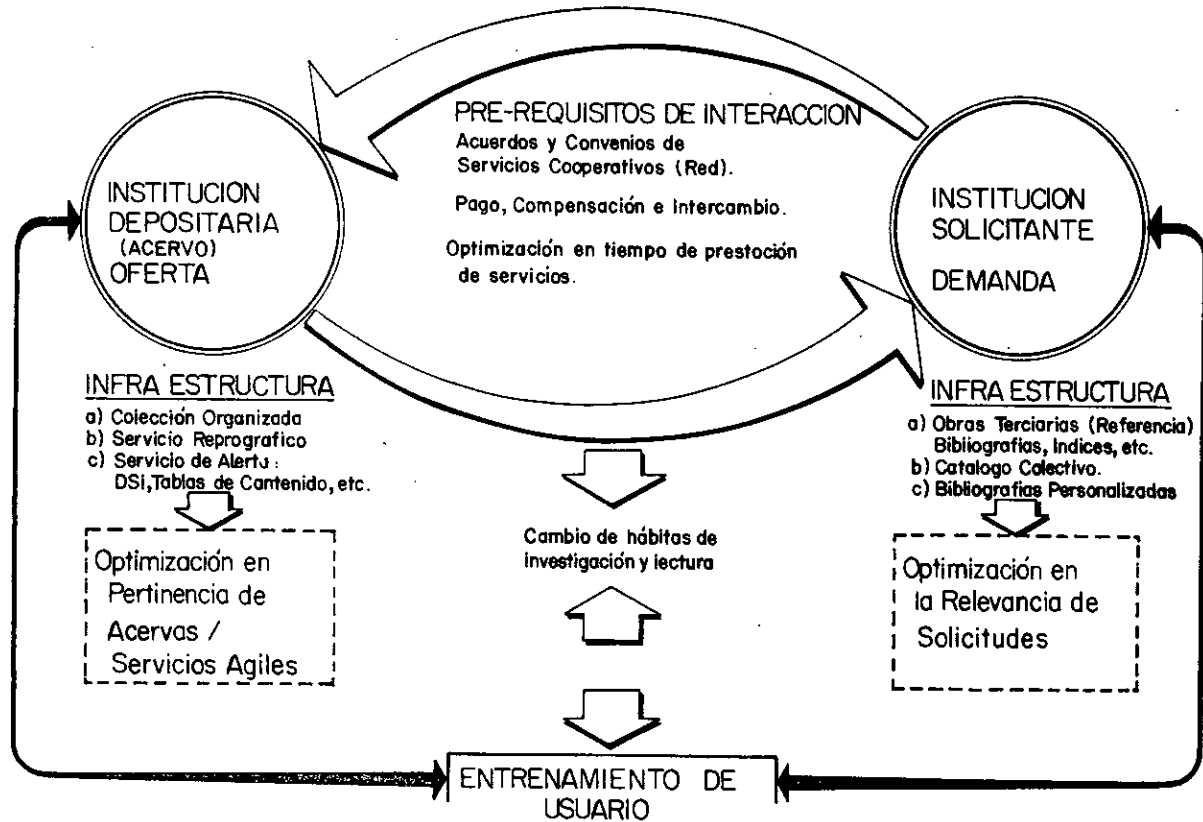 PRE-REQUISITOS DE INTERACCION
Acuerdos y Convenios de
Servicios Cooperativos (Red).
Pago, Compensación e Intercambio.
Optimización en tiempo de prestoción
de servicios.
INSTITUCION
DEPOSITARIA
(ACERVO)
OFERTA
INSTITUCION
SOLICITANTE
DEMANDA
INFRA ESTRUCTURA
a) Colección Organizada
b) Servicio Reprografico
c) Servicio de Alerta:
DSi, Tablas de Contenido, etc.
Optimización en
Pertinencia de
Acervas /
Servicios Agiles
INFRA ESTRUCTURA
a) Obras Terciarias (Referencia)
Bibliografias, Indices, etc.
b) Catalogo Colectivo.
c) Bibliografias Personalizadas
Optimización en
la Relevancia de
Solicitudes
Cambio de hábitas de
investigación y lectura
ENTRENAMIENTO DE
USUARIO